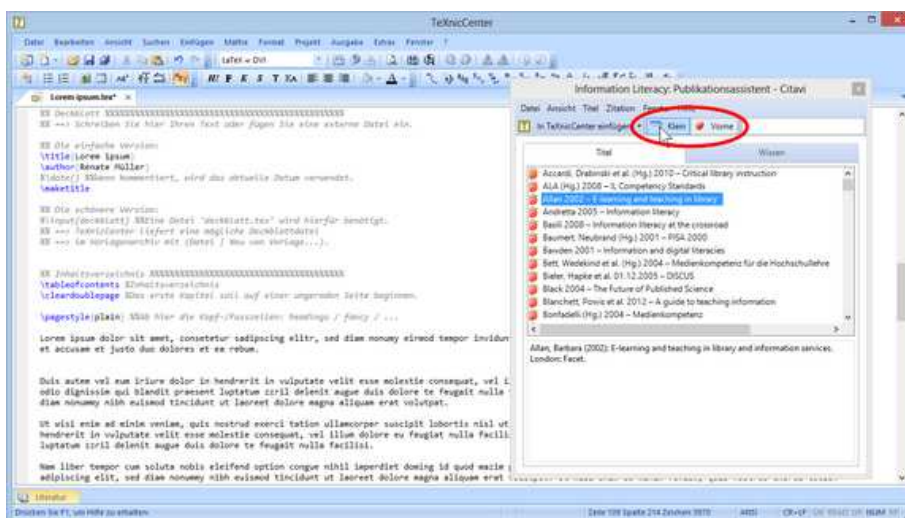 TeXnicCenter
Datei Bearbeiten Ansicht Suchen Einfügen Mathe Format Projekt Ausgabe Extras Fenster ?
LaTeX ⇨ DVI
Lorem ipsum.tex* ×
%% Deckblatt %%%%%%%%%%%%%%%%%%%%%%%%%%%%%%%%%
%% ==> Schreiben Sie hier Ihren Text oder fügen Sie eine externe Datei ein.
%% Die einfache Version:
\title{Lorem ipsum}
\author{Renate Müller}
%\date{} %Wenn kommentiert, wird das aktuelle Datum verwendet.
\maketitle
%% Die schönere Version:
%\input{deckblatt} %%Eine Datei 'deckblatt.tex' wird hierfür benötigt.
%% ==> TeXnicCenter liefert eine mögliche Deckblattdatei
%% ==> im Vorlagenarchiv mit (Datei | Neu von Vorlage...).
%% Inhaltsverzeichnis %%%%%%%%%%%%%%%%%%%%%%%%%%%%%
\tableofcontents %Inhaltsverzeichnis
\cleardoublepage %Das erste Kapitel soll auf einer ungeraden Seite beginnen.
\pagestyle{plain} %%Ab hier die Kopf-/Fusszeilen: headings / fancy / ...
Lorem ipsum dolor sit amet, consetetur sadipscing elitr, sed diam nonumy eirmod tempor invidun
et accusam et justo duo dolores et ea rebum.
Duis autem vel eum iriure dolor in hendrerit in vulputate velit esse molestie consequat, vel i
odio dignissim qui blandit praesent luptatum zzril delenit augue duis dolore te feugait nulla
diam nonummy nibh euismod tincidunt ut laoreet dolore magna aliquam erat volutpat.
Ut wisi enim ad minim veniam, quis nostrud exerci tation ullamcorper suscipit lobortis nisl ut
hendrerit in vulputate velit esse molestie consequat, vel illum dolore eu feugiat nulla facili
luptatum zzril delenit augue duis dolore te feugait nulla facilisi.
Nam liber tempor cum soluta nobis eleifend option congue nihil imperdiet doming id quod mazim
adipiscing elit, sed diam nonummy nibh euismod tincidunt ut laoreet dolore magna aliquam erat
Literatur
Drücken Sie F1, um Hilfe zu erhalten.
Zeile 109 Spalte 214 Zeichen 3970 ANSI CR+LF
Information Literacy: Publikationsassistent - Citavi
Datei Ansicht Titel Zitation Fenster
In TeXnicCenter einfügen Klein Vorne
Titel Wissen
Accardi, Drabinski et al. (Hg.) 2010 – Critical library instruction
ALA (Hg.) 2008 – IL Competency Standards
Allan 2002 – E-learning and teaching in library
Andretta 2005 – Information literacy
Basili 2008 – Information literacy at the crossroad
Baumert, Neubrand (Hg.) 2001 – PISA 2000
Bawden 2001 – Information and digital literacies
Bett, Wedekind et al. (Hg.) 2004 – Medienkompetenz für die Hochschullehre
Bieler, Hapke et al. 01.12.2005 – DISCUS
Black 2004 – The Future of Published Science
Blanchett, Powis et al. 2012 – A guide to teaching information
Bonfadelli (Hg.) 2004 – Medienkompetenz
Allan, Barbara (2002): E-learning and teaching in library and information services.
London: Facet.